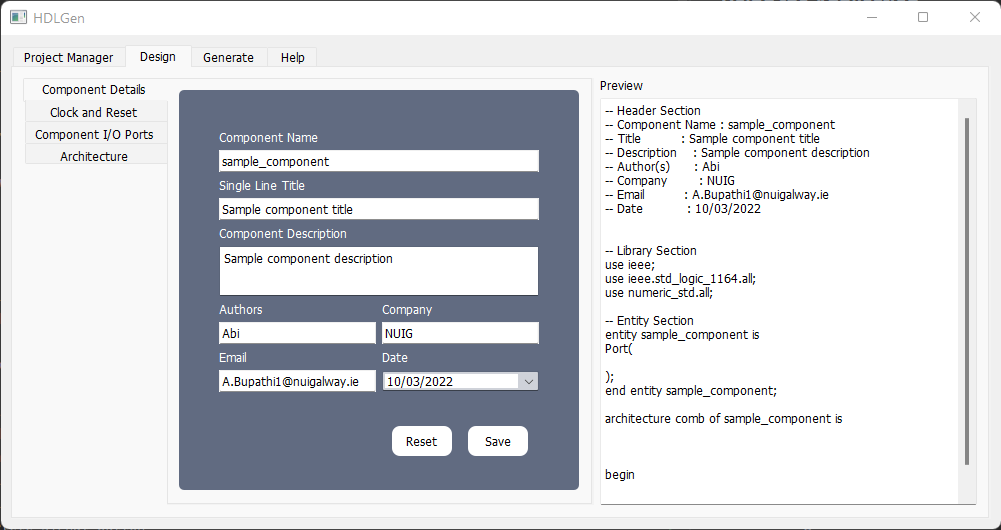 HDLGen
Project Manager
Design
Generate
Help
Component Details
Clock and Reset
Component I/O Ports
Architecture
Component Name
sample_component
Single Line Title
Sample component title
Component Description
Sample component description
Authors
Company
Abi
NUIG
Email
Date
A.Bupathi1@nuigalway.ie
10/03/2022
Reset
Save
Preview
-- Header Section
-- Component Name : sample_component
-- Title : Sample component title
-- Description : Sample component description
-- Author(s) : Abi
-- Company : NUIG
-- Email : A.Bupathi1@nuigalway.ie
-- Date : 10/03/2022
-- Library Section
use ieee;
use ieee.std_logic_1164.all;
use numeric_std.all;
-- Entity Section
entity sample_component is
Port(
);
end entity sample_component;
architecture comb of sample_component is
begin